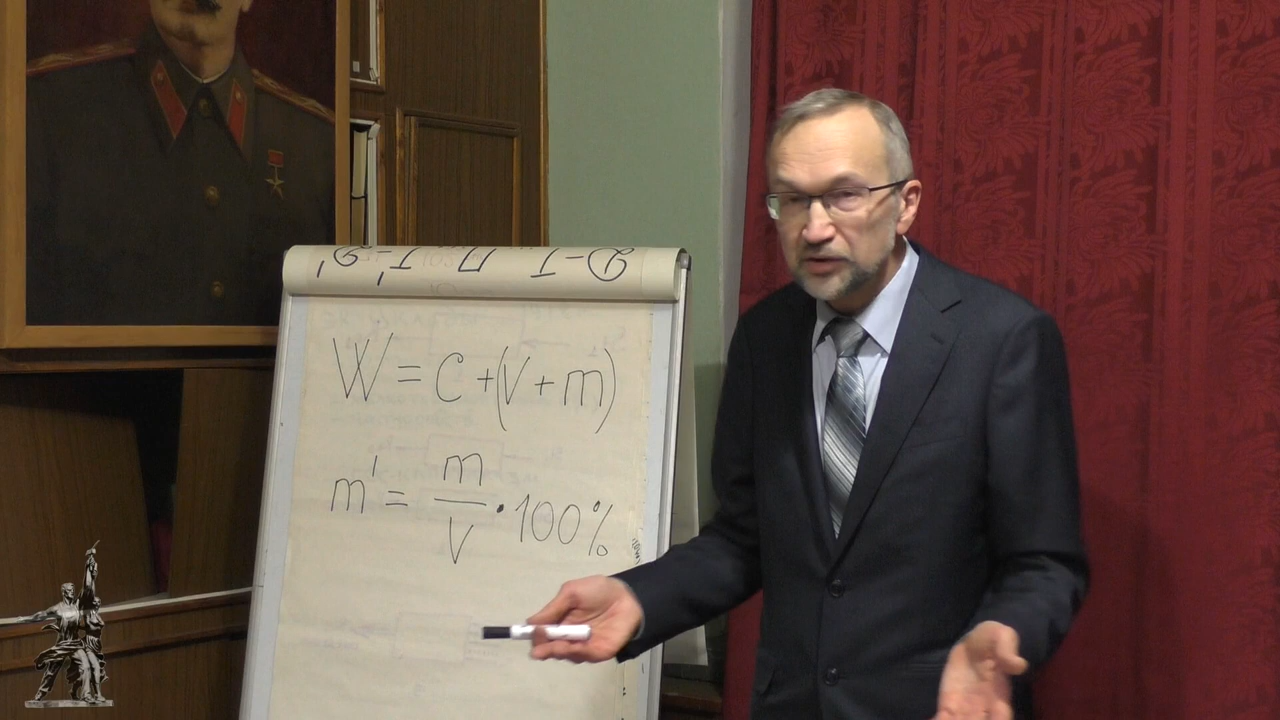 Д-Т П Т'-Д'
W = c + (v + m)
m' = m/v · 100%